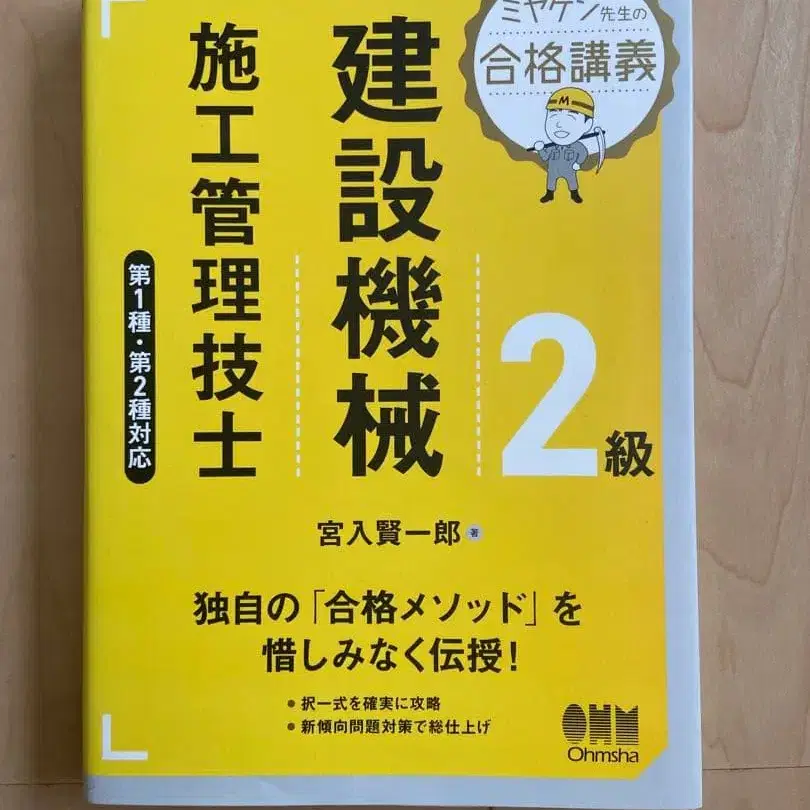 ミヤケン先生の
合格講義
2級
建設機械
施工管理技士
第1種・第2種対応
宮入賢一郎 著
独自の「合格メソッド」を
惜しみなく伝授!
• 択一式を確実に攻略
• 新傾向問題対策で総仕上げ
M
OHM
Ohmsha